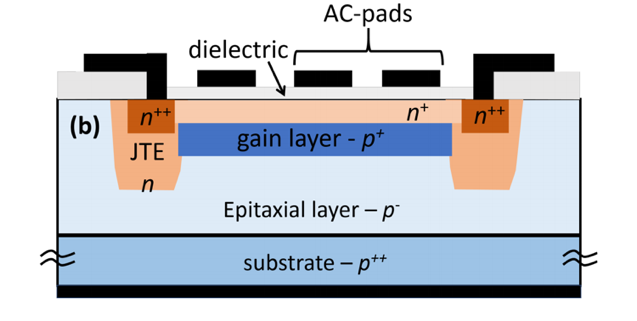 AC-pads
dielectric
n⁺⁺
n⁺
n⁺⁺
(b)
gain layer - p⁺
JTE
n
Epitaxial layer – p⁻
substrate – p⁺⁺